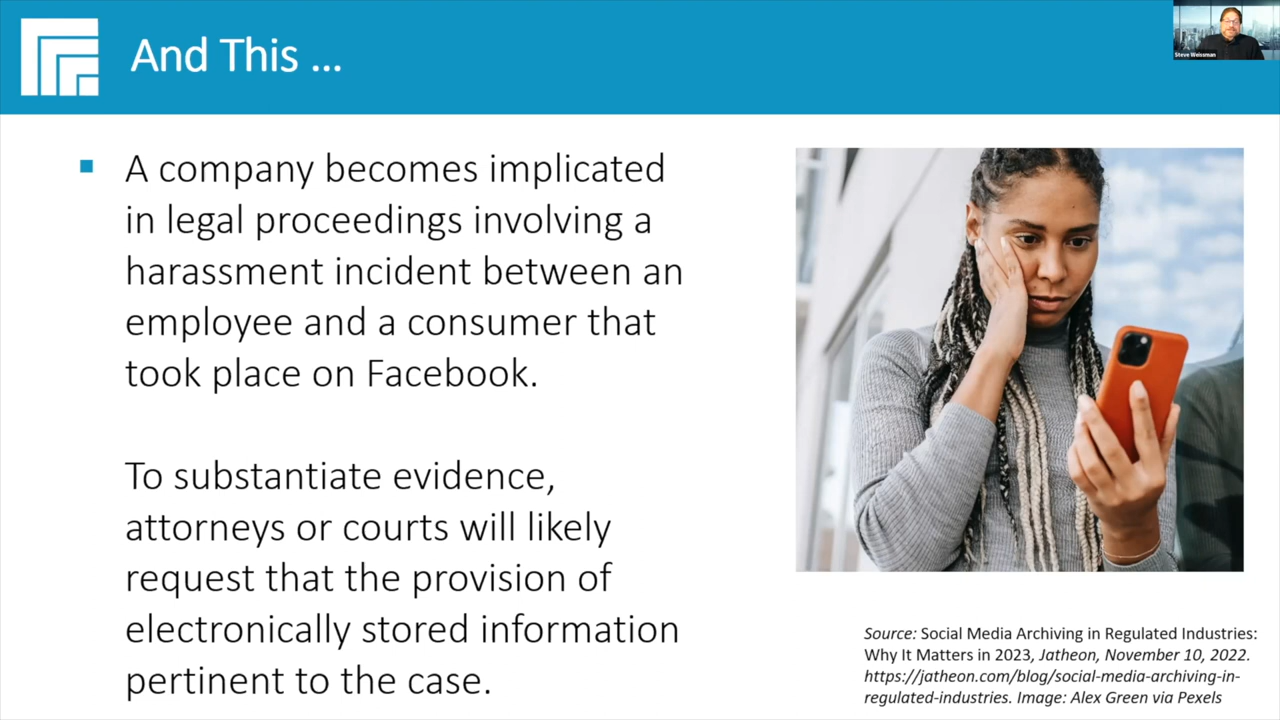 And This ...
Steve Weissman
A company becomes implicated
in legal proceedings involving a
harassment incident between an
employee and a consumer that
took place on Facebook.
To substantiate evidence,
attorneys or courts will likely
request that the provision of
electronically stored information
pertinent to the case.
Source: Social Media Archiving in Regulated Industries:
Why It Matters in 2023, Jatheon, November 10, 2022.
https://jatheon.com/blog/social-media-archiving-in-
regulated-industries. Image: Alex Green via Pexels